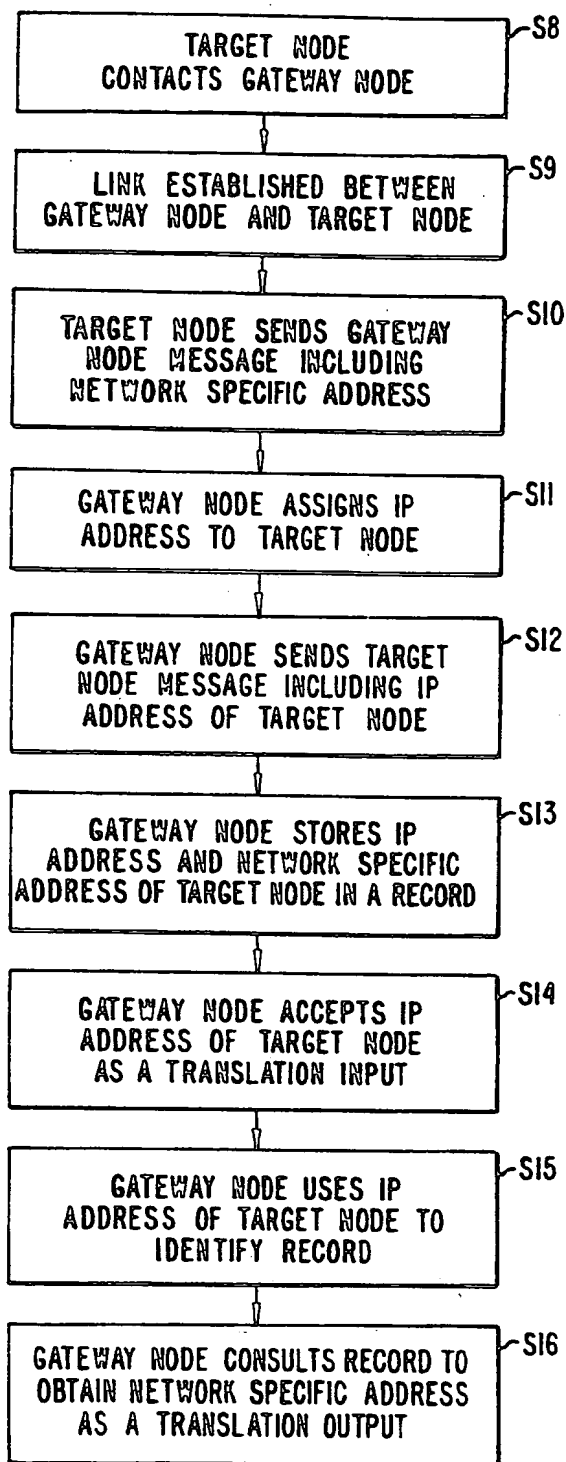 TARGET NODE
CONTACTS GATEWAY NODE
S8
LINK ESTABLISHED BETWEEN
GATEWAY NODE AND TARGET NODE
S9
TARGET NODE SENDS GATEWAY
NODE MESSAGE INCLUDING
NETWORK SPECIFIC ADDRESS
S10
GATEWAY NODE ASSIGNS IP
ADDRESS TO TARGET NODE
S11
GATEWAY NODE SENDS TARGET
NODE MESSAGE INCLUDING IP
ADDRESS OF TARGET NODE
S12
GATEWAY NODE STORES IP
ADDRESS AND NETWORK SPECIFIC
ADDRESS OF TARGET NODE IN A RECORD
S13
GATEWAY NODE ACCEPTS IP
ADDRESS OF TARGET NODE
AS A TRANSLATION INPUT
S14
GATEWAY NODE USES IP
ADDRESS OF TARGET NODE TO
IDENTIFY RECORD
S15
GATEWAY NODE CONSULTS RECORD TO
OBTAIN NETWORK SPECIFIC ADDRESS
AS A TRANSLATION OUTPUT
S16